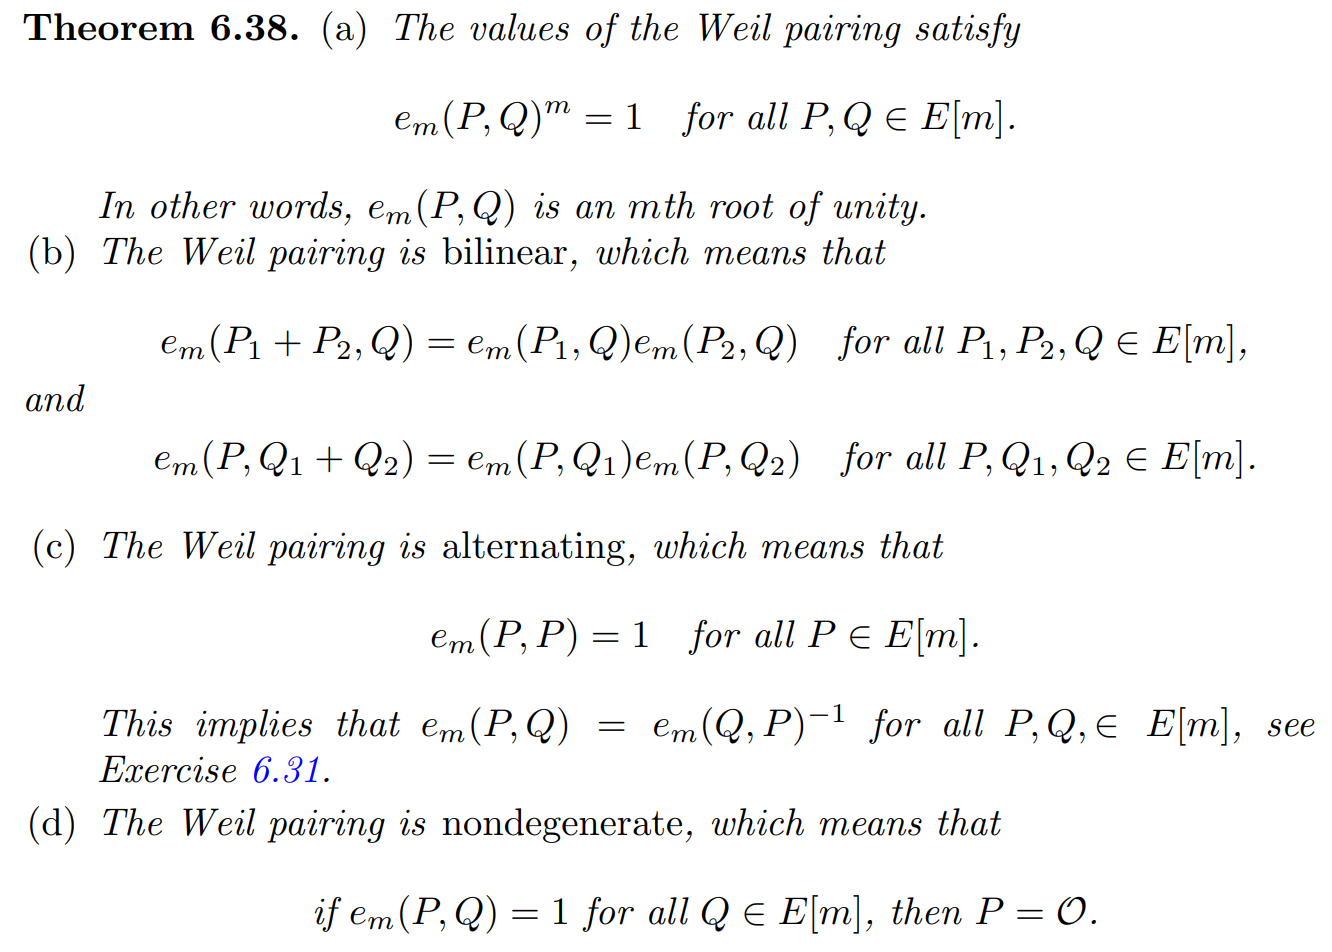 Theorem 6.38. (a) The values of the Weil pairing satisfy
e_m(P, Q)^m = 1 for all P, Q ∈ E[m].
In other words, e_m(P, Q) is an mth root of unity.
(b) The Weil pairing is bilinear, which means that
e_m(P_1 + P_2, Q) = e_m(P_1, Q)e_m(P_2, Q) for all P_1, P_2, Q ∈ E[m],
and
e_m(P, Q_1 + Q_2) = e_m(P, Q_1)e_m(P, Q_2) for all P, Q_1, Q_2 ∈ E[m].
(c) The Weil pairing is alternating, which means that
e_m(P, P) = 1 for all P ∈ E[m].
This implies that e_m(P, Q) = e_m(Q, P)^{-1} for all P, Q, ∈ E[m], see
Exercise 6.31.
(d) The Weil pairing is nondegenerate, which means that
if e_m(P, Q) = 1 for all Q ∈ E[m], then P = 𝒪.